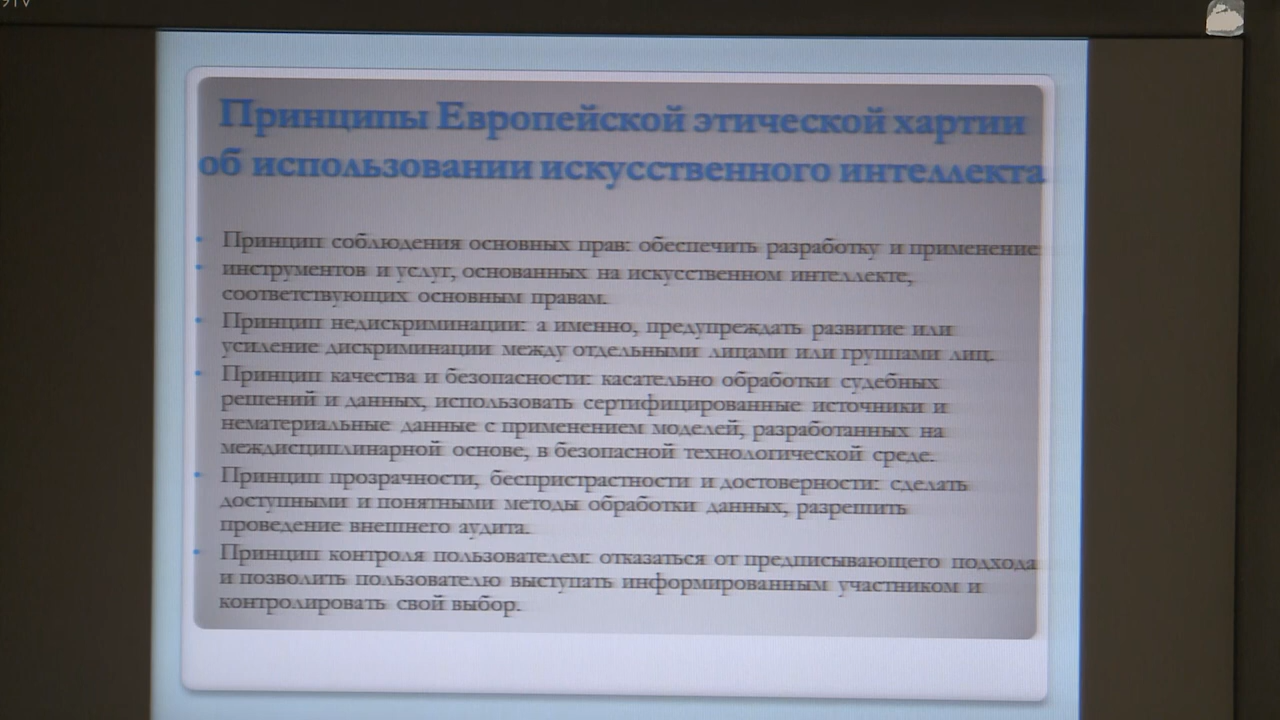 Принципы Европейской этической хартии
об использовании искусственного интеллекта
• Принцип соблюдения основных прав: обеспечить разработку и применение
• инструментов и услуг, основанных на искусственном интеллекте,
соответствующих основным правам.
• Принцип недискриминации: а именно, предупреждать развитие или
усиление дискриминации между отдельными лицами или группами лиц.
• Принцип качества и безопасности: касательно обработки судебных
решений и данных, использовать сертифицированные источники и
нематериальные данные с применением моделей, разработанных на
междисциплинарной основе, в безопасной технологической среде.
• Принцип прозрачности, беспристрастности и достоверности: сделать
доступными и понятными методы обработки данных, разрешить
проведение внешнего аудита.
• Принцип контроля пользователем: отказаться от предписывающего подхода
и позволить пользователю выступать информированным участником и
контролировать свой выбор.